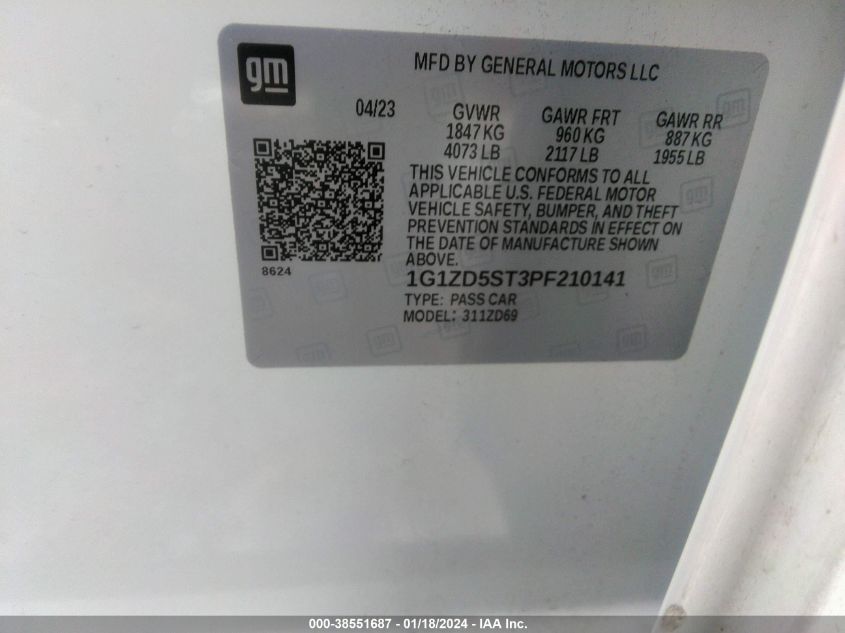 gm
MFD BY GENERAL MOTORS LLC
04/23 GVWR GAWR FRT GAWR RR
1847 KG 960 KG 887 KG
4073 LB 2117 LB 1955 LB
THIS VEHICLE CONFORMS TO ALL
APPLICABLE U.S. FEDERAL MOTOR
VEHICLE SAFETY, BUMPER, AND THEFT
PREVENTION STANDARDS IN EFFECT ON
THE DATE OF MANUFACTURE SHOWN
ABOVE.
8624
1G1ZD5ST3PF210141
TYPE: PASS CAR
MODEL: 311ZD69
000-38551687 - 01/18/2024 - IAA Inc.